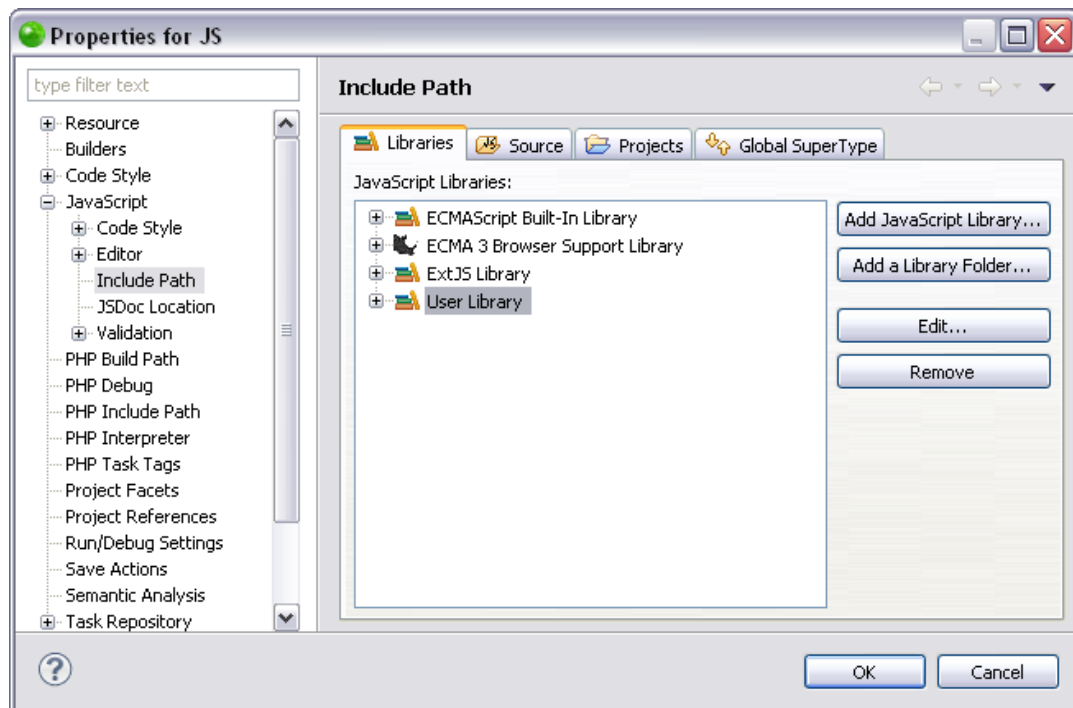 Properties for JS
type filter text
Resource
Builders
Code Style
JavaScript
Code Style
Editor
Include Path
JSDoc Location
Validation
PHP Build Path
PHP Debug
PHP Include Path
PHP Interpreter
PHP Task Tags
Project Facets
Project References
Run/Debug Settings
Save Actions
Semantic Analysis
Task Repository
Include Path
Libraries JS Source Projects Global SuperType
JavaScript Libraries:
ECMAScript Built-In Library
ECMA 3 Browser Support Library
ExtJS Library
User Library
Add JavaScript Library...
Add a Library Folder...
Edit...
Remove
? OK Cancel